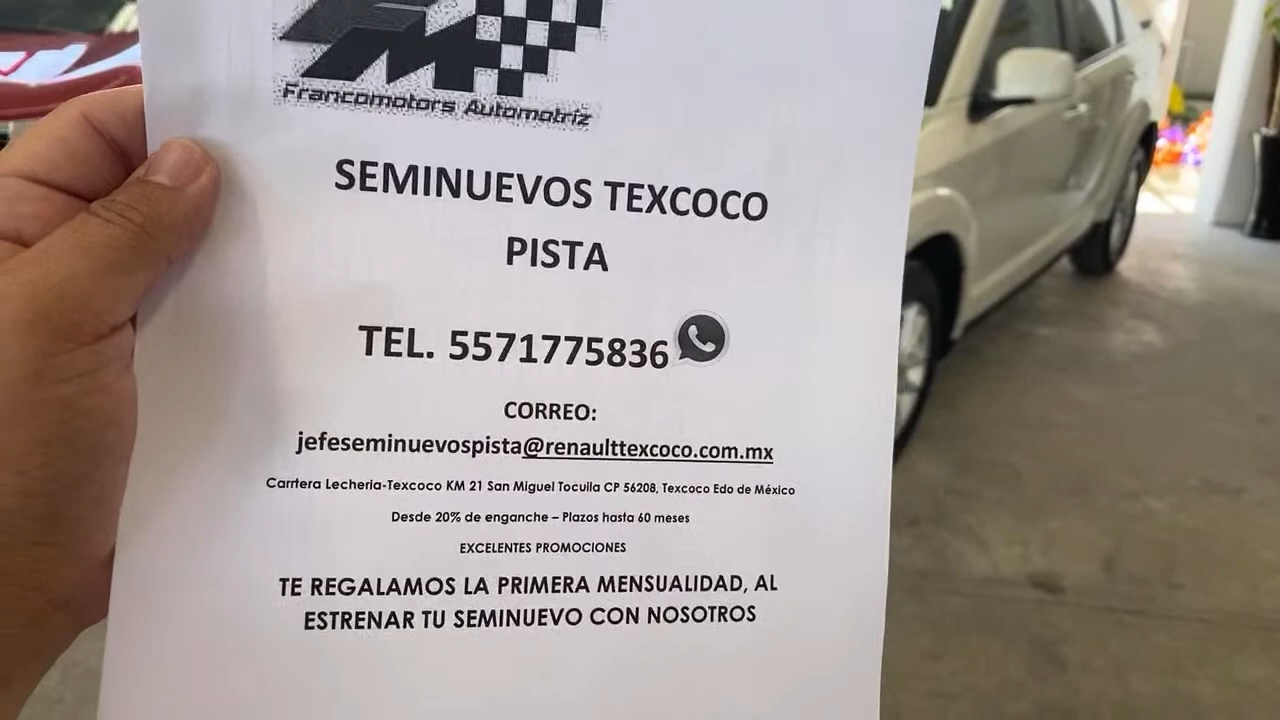 Francomotors Automotriz
SEMINUEVOS TEXCOCO
PISTA
TEL. 5571775836
CORREO:
jefeseminuevospista@renaulttexcoco.com.mx
Carrtera Lecheria-Texcoco KM 21 San Miguel Tocuila CP 56208, Texcoco Edo de México
Desde 20% de enganche – Plazos hasta 60 meses
EXCELENTES PROMOCIONES
TE REGALAMOS LA PRIMERA MENSUALIDAD, AL
ESTRENAR TU SEMINUEVO CON NOSOTROS